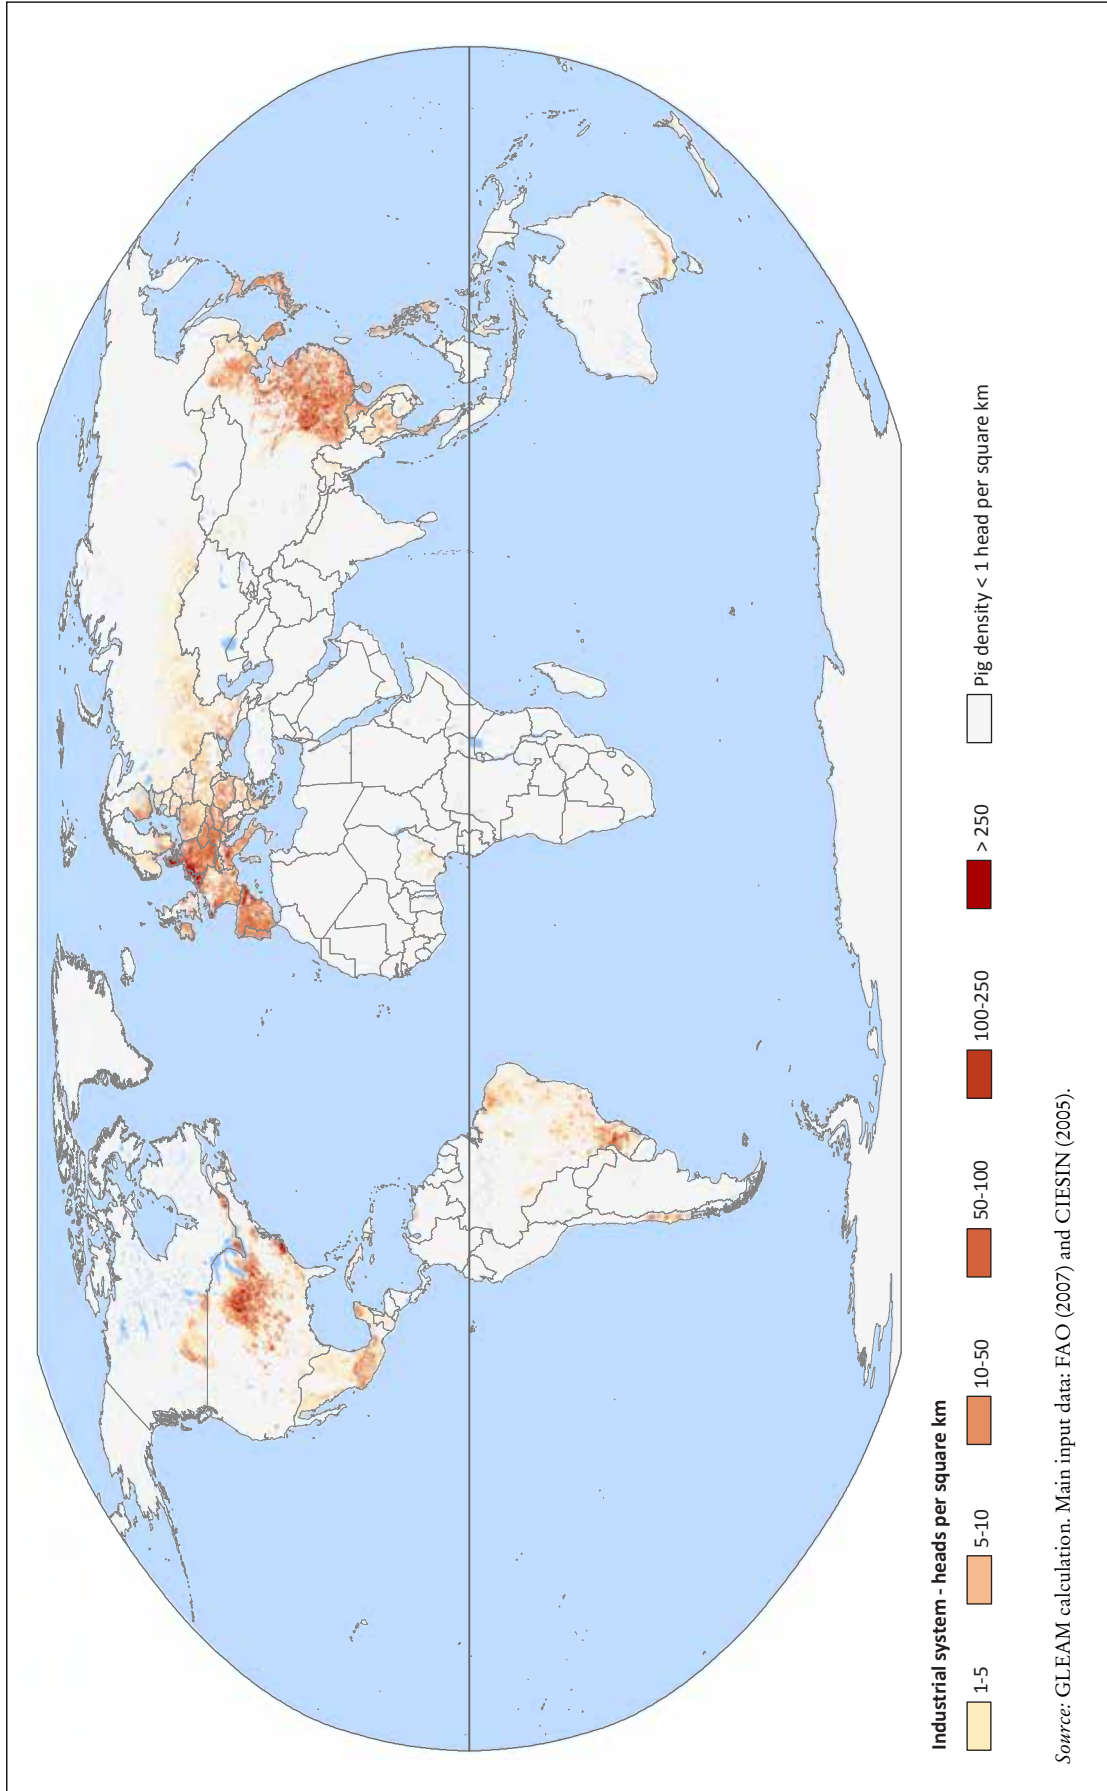 Industrial system - heads per square km
1-5 5-10 10-50 50-100 100-250 > 250 Pig density < 1 head per square km
Source: GLEAM calculation. Main input data: FAO (2007) and CIESIN (2005).